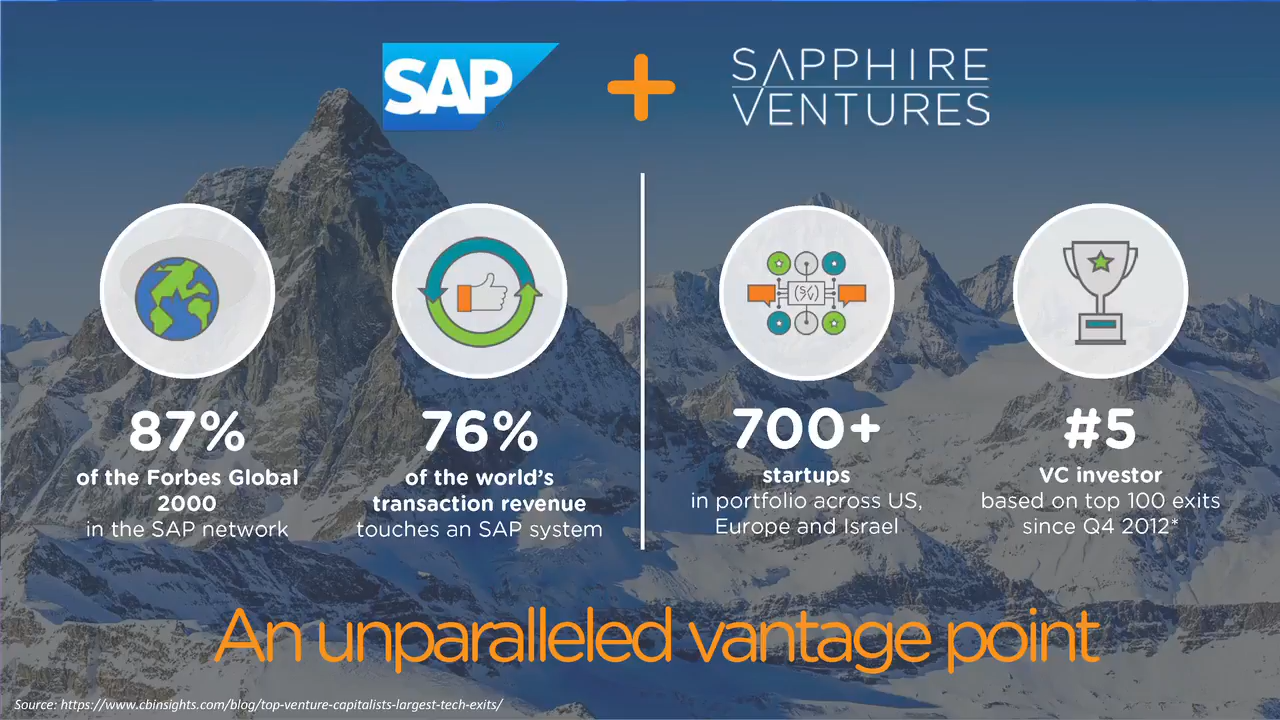 SAP
SAPPHIRE
VENTURES
87%
of the Forbes Global
2000
in the SAP network
76%
of the world's
transaction revenue
touches an SAP system
(S/V)
700+
startups
in portfolio across US,
Europe and Israel
#5
VC investor
based on top 100 exits
since Q4 2012*
An unparalleled vantage point
Source: https://www.cbinsights.com/blog/top-venture-capitalists-largest-tech-exits/